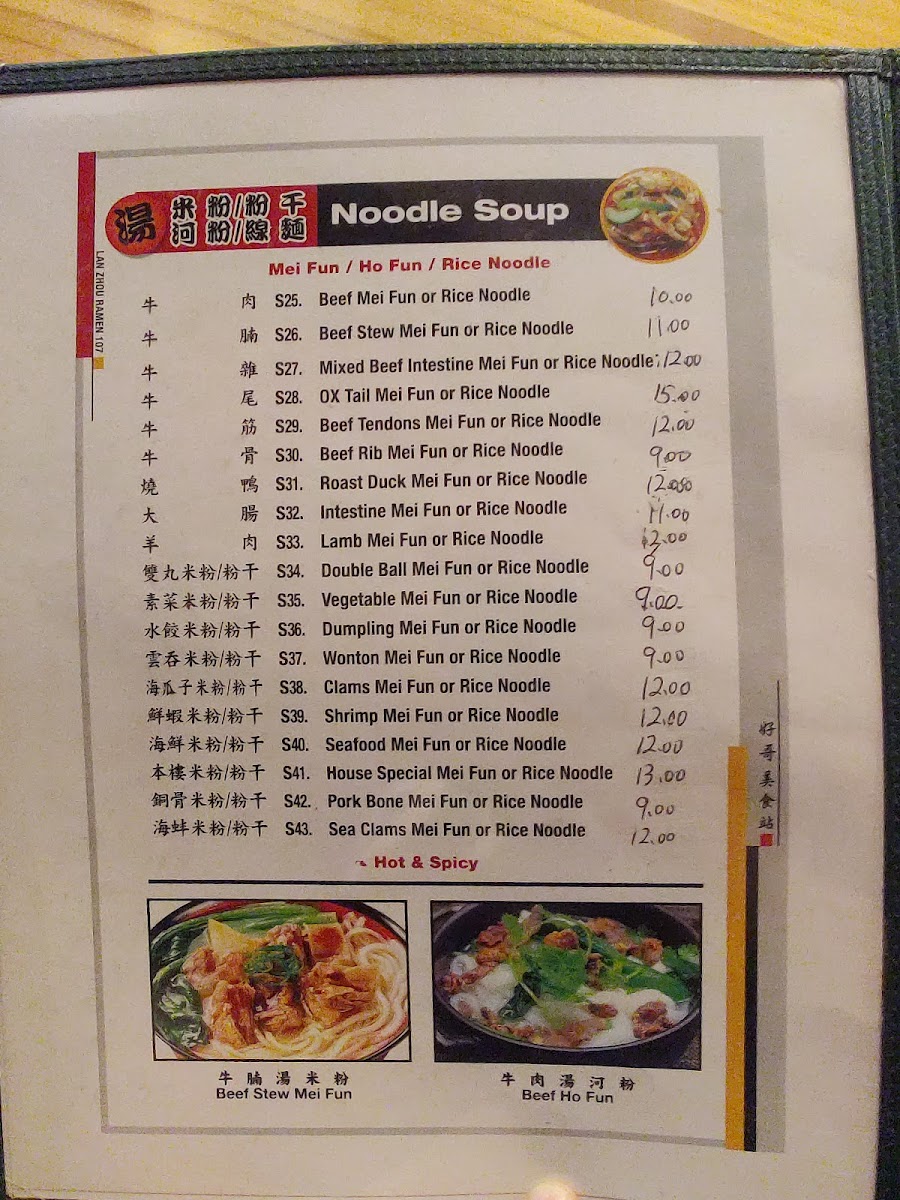 湯 米粉/粉干 Noodle Soup
河粉/線麵
Mei Fun / Ho Fun / Rice Noodle
牛肉 S25. Beef Mei Fun or Rice Noodle 10.00
牛腩 S26. Beef Stew Mei Fun or Rice Noodle 11.00
牛雜 S27. Mixed Beef Intestine Mei Fun or Rice Noodle 12.00
牛尾 S28. OX Tail Mei Fun or Rice Noodle 15.00
牛筋 S29. Beef Tendons Mei Fun or Rice Noodle 12.00
牛骨 S30. Beef Rib Mei Fun or Rice Noodle 9.00
燒鴨 S31. Roast Duck Mei Fun or Rice Noodle
大腸 S32. Intestine Mei Fun or Rice Noodle 11.00
羊肉 S33. Lamb Mei Fun or Rice Noodle 12.00
雙丸米粉/粉干 S34. Double Ball Mei Fun or Rice Noodle 9.00
素菜米粉/粉干 S35. Vegetable Mei Fun or Rice Noodle 9.00
水餃米粉/粉干 S36. Dumpling Mei Fun or Rice Noodle 9.00
雲吞米粉/粉干 S37. Wonton Mei Fun or Rice Noodle 9.00
海瓜子米粉/粉干 S38. Clams Mei Fun or Rice Noodle 12.00
鮮蝦米粉/粉干 S39. Shrimp Mei Fun or Rice Noodle 12.00
海鮮米粉/粉干 S40. Seafood Mei Fun or Rice Noodle 12.00
本樓米粉/粉干 S41. House Special Mei Fun or Rice Noodle 13.00
銅骨米粉/粉干 S42. Pork Bone Mei Fun or Rice Noodle 9.00
海蚌米粉/粉干 S43. Sea Clams Mei Fun or Rice Noodle 12.00
Hot & Spicy
牛腩湯米粉
Beef Stew Mei Fun
牛肉湯河粉
Beef Ho Fun
LAN ZHOU RAMEN 107
好哥美食站